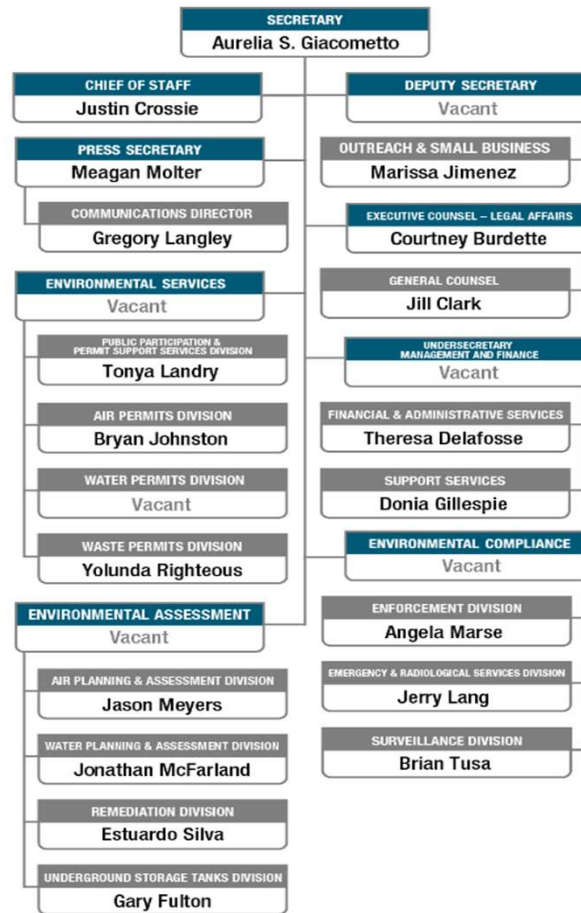 SECRETARY
Aurelia S. Giacometto
CHIEF OF STAFF
Justin Crossie
PRESS SECRETARY
Meagan Molter
COMMUNICATIONS DIRECTOR
Gregory Langley
ENVIRONMENTAL SERVICES
Vacant
PUBLIC PARTICIPATION &
PERMIT SUPPORT SERVICES DIVISION
Tonya Landry
AIR PERMITS DIVISION
Bryan Johnston
WATER PERMITS DIVISION
Vacant
WASTE PERMITS DIVISION
Yolunda Righteous
ENVIRONMENTAL ASSESSMENT
Vacant
AIR PLANNING & ASSESSMENT DIVISION
Jason Meyers
WATER PLANNING & ASSESSMENT DIVISION
Jonathan McFarland
REMEDIATION DIVISION
Estuardo Silva
UNDERGROUND STORAGE TANKS DIVISION
Gary Fulton
DEPUTY SECRETARY
Vacant
OUTREACH & SMALL BUSINESS
Marissa Jimenez
EXECUTIVE COUNSEL – LEGAL AFFAIRS
Courtney Burdette
GENERAL COUNSEL
Jill Clark
UNDERSECRETARY
MANAGEMENT AND FINANCE
Vacant
FINANCIAL & ADMINISTRATIVE SERVICES
Theresa Delafosse
SUPPORT SERVICES
Donia Gillespie
ENVIRONMENTAL COMPLIANCE
Vacant
ENFORCEMENT DIVISION
Angela Marse
EMERGENCY & RADIOLOGICAL SERVICES DIVISION
Jerry Lang
SURVEILLANCE DIVISION
Brian Tusa